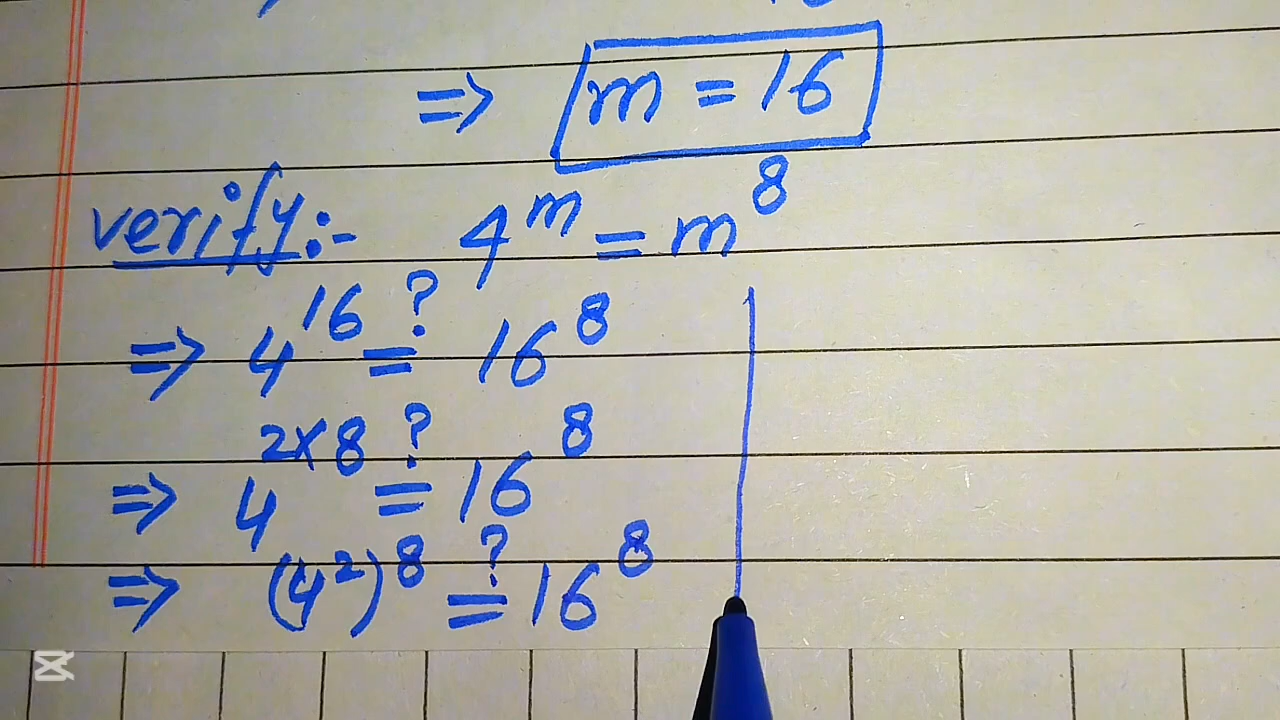 => m = 16
verify:- 4^m = m^8
=> 4^16 ?= 16^8
=> 4^2×8 ?= 16^8
=> (4^2)^8 ?= 16^8